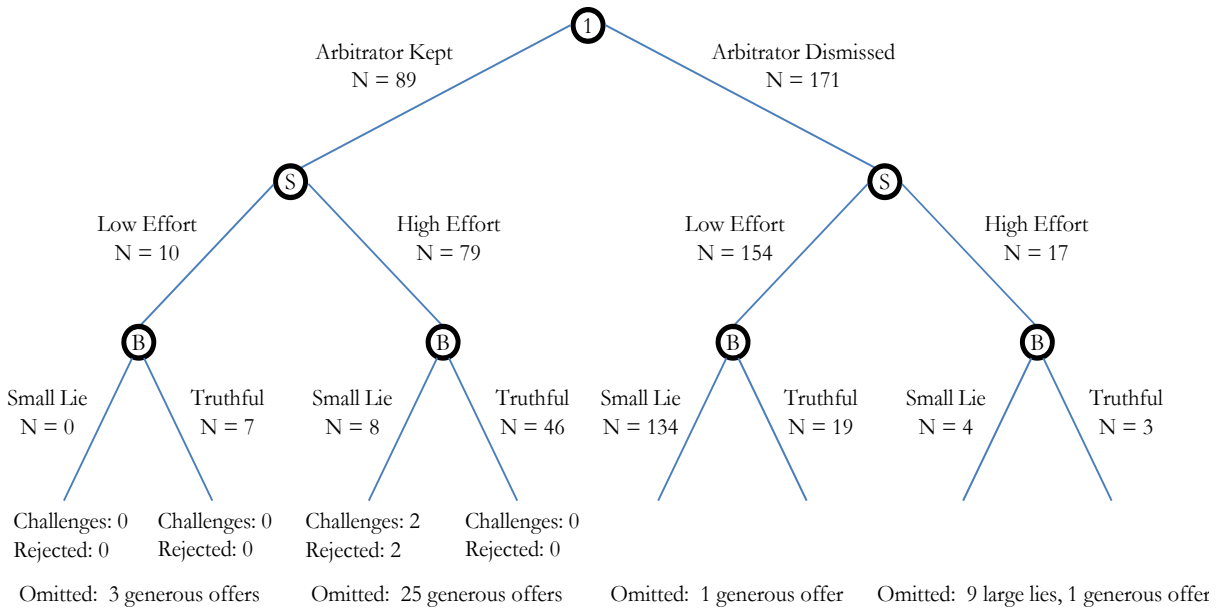 1
Arbitrator Kept
N = 89
Arbitrator Dismissed
N = 171
S
S
Low Effort
N = 10
High Effort
N = 79
Low Effort
N = 154
High Effort
N = 17
B
B
B
B
Small Lie
N = 0
Truthful
N = 7
Small Lie
N = 8
Truthful
N = 46
Small Lie
N = 134
Truthful
N = 19
Small Lie
N = 4
Truthful
N = 3
Challenges: 0
Rejected: 0
Challenges: 0
Rejected: 0
Challenges: 2
Rejected: 2
Challenges: 0
Rejected: 0
Omitted: 3 generous offers
Omitted: 25 generous offers
Omitted: 1 generous offer
Omitted: 9 large lies, 1 generous offer